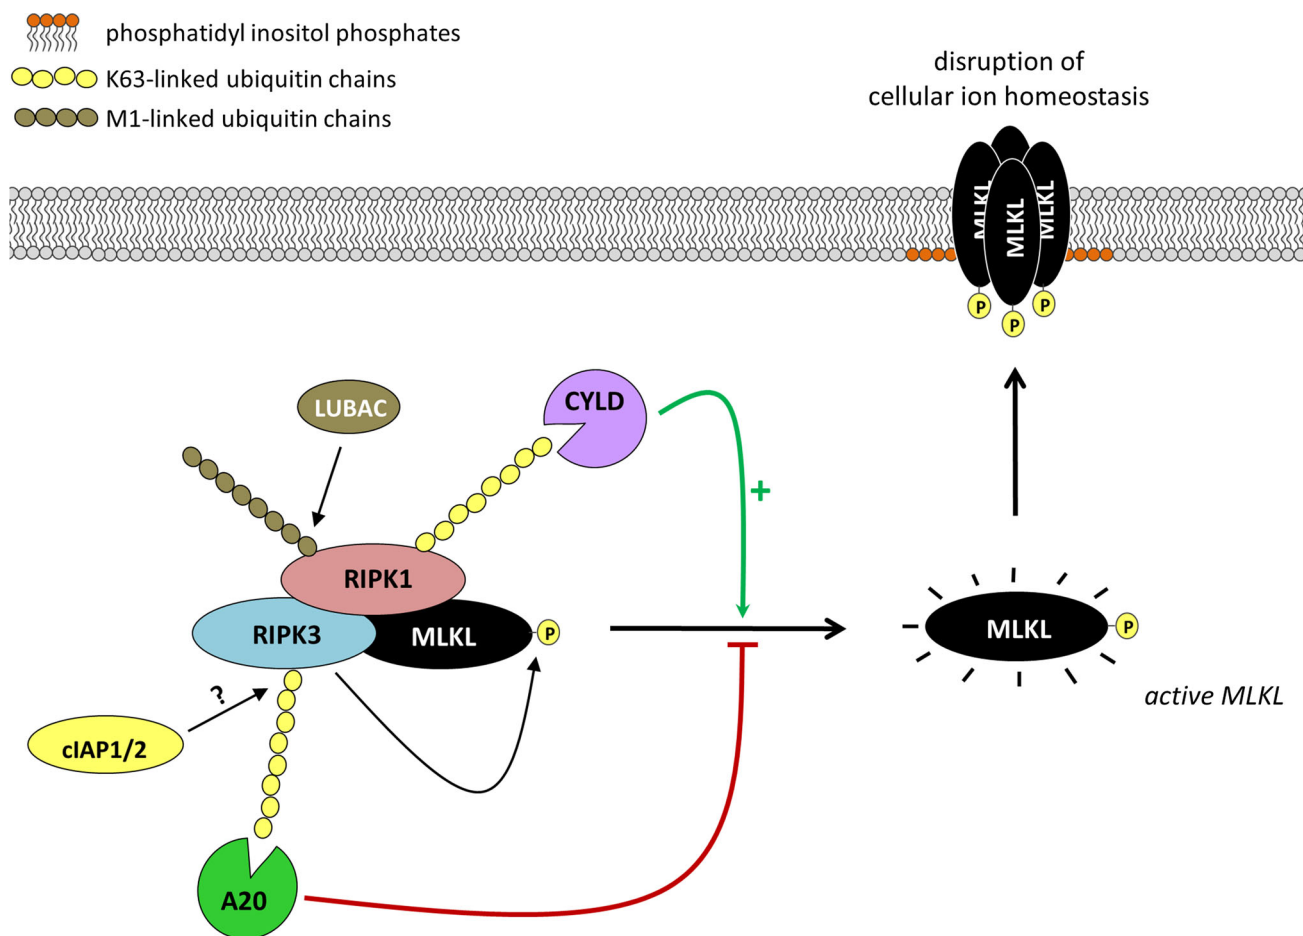 phosphatidyl inositol phosphates
K63-linked ubiquitin chains
M1-linked ubiquitin chains
disruption of
cellular ion homeostasis
MLKL
MLKL
MLKL
P
P
P
LUBAC
CYLD
+
RIPK1
RIPK3
MLKL
P
MLKL
P
active MLKL
?
cIAP1/2
A20